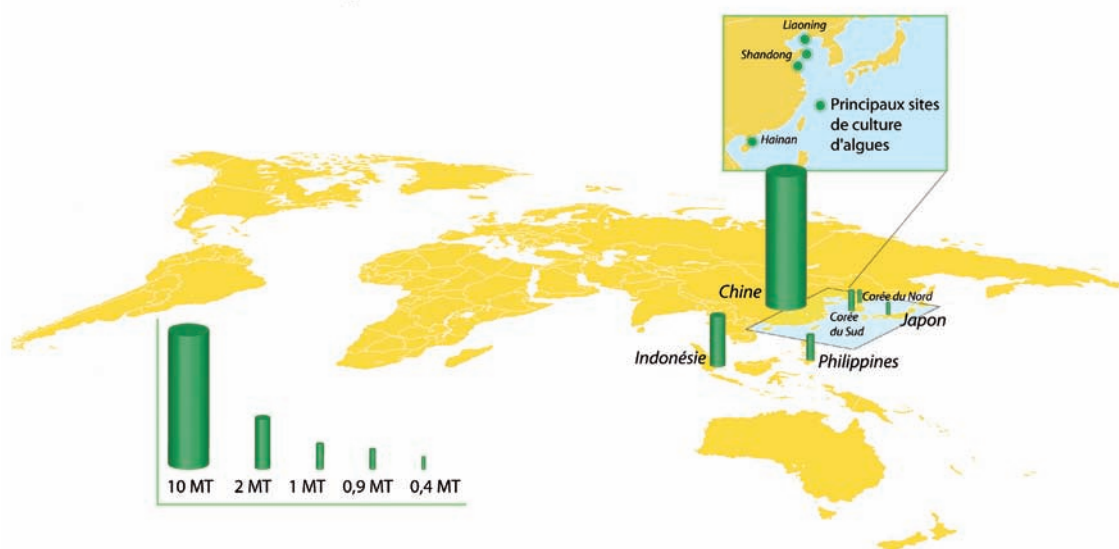 Liaoning
Shandong
Principaux sites
de culture
d'algues
Hainan
Chine
Corée du Nord
Corée
du Sud
Japon
Indonésie
Philippines
10 MT
2 MT
1 MT
0,9 MT
0,4 MT